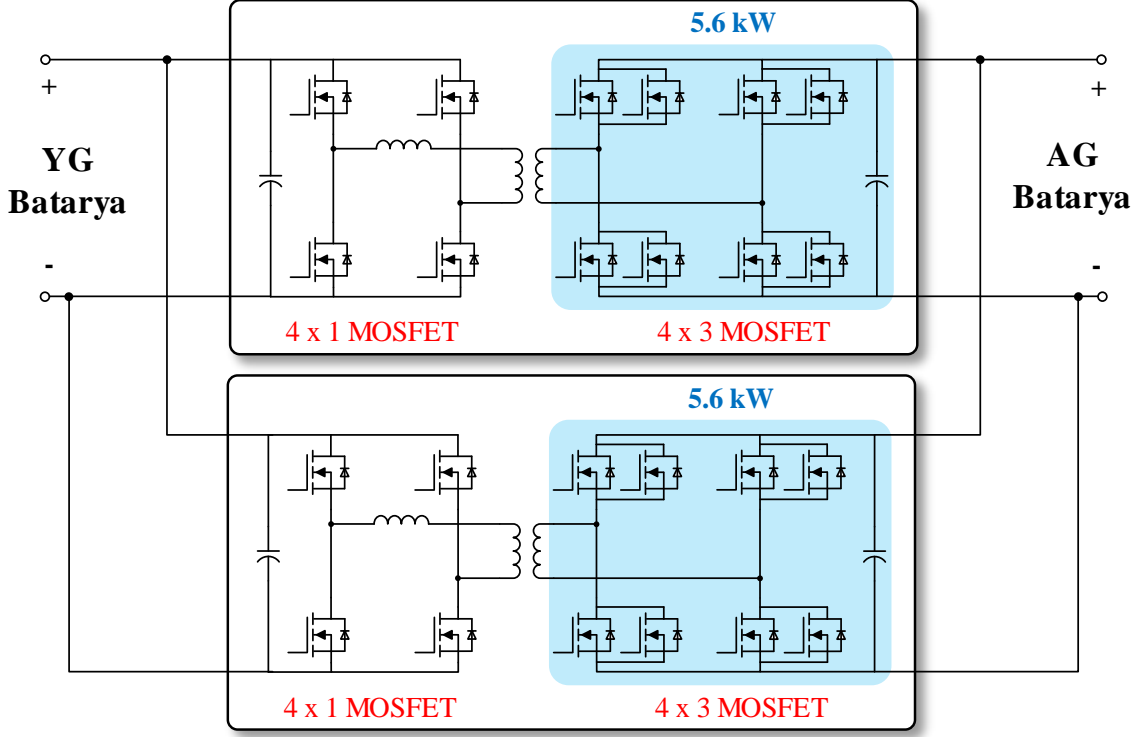 5.6 kW
+
YG
Batarya
-
+
AG
Batarya
-
4 x 1 MOSFET
4 x 3 MOSFET
5.6 kW
4 x 1 MOSFET
4 x 3 MOSFET